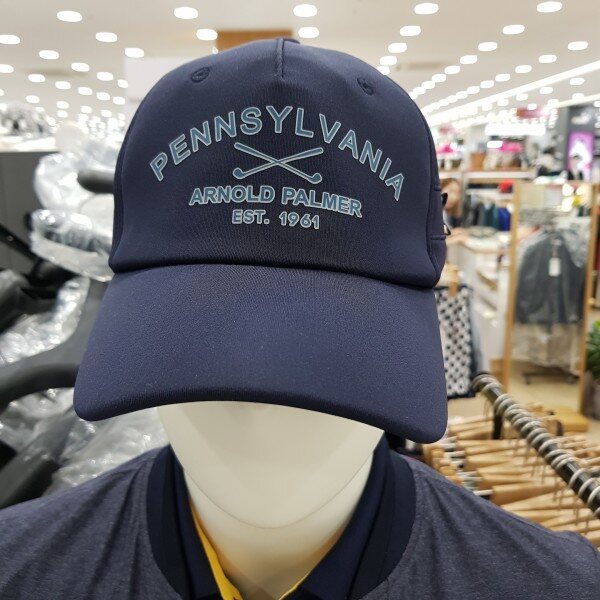 PENNSYLVANIA
ARNOLD PALMER
EST. 1961